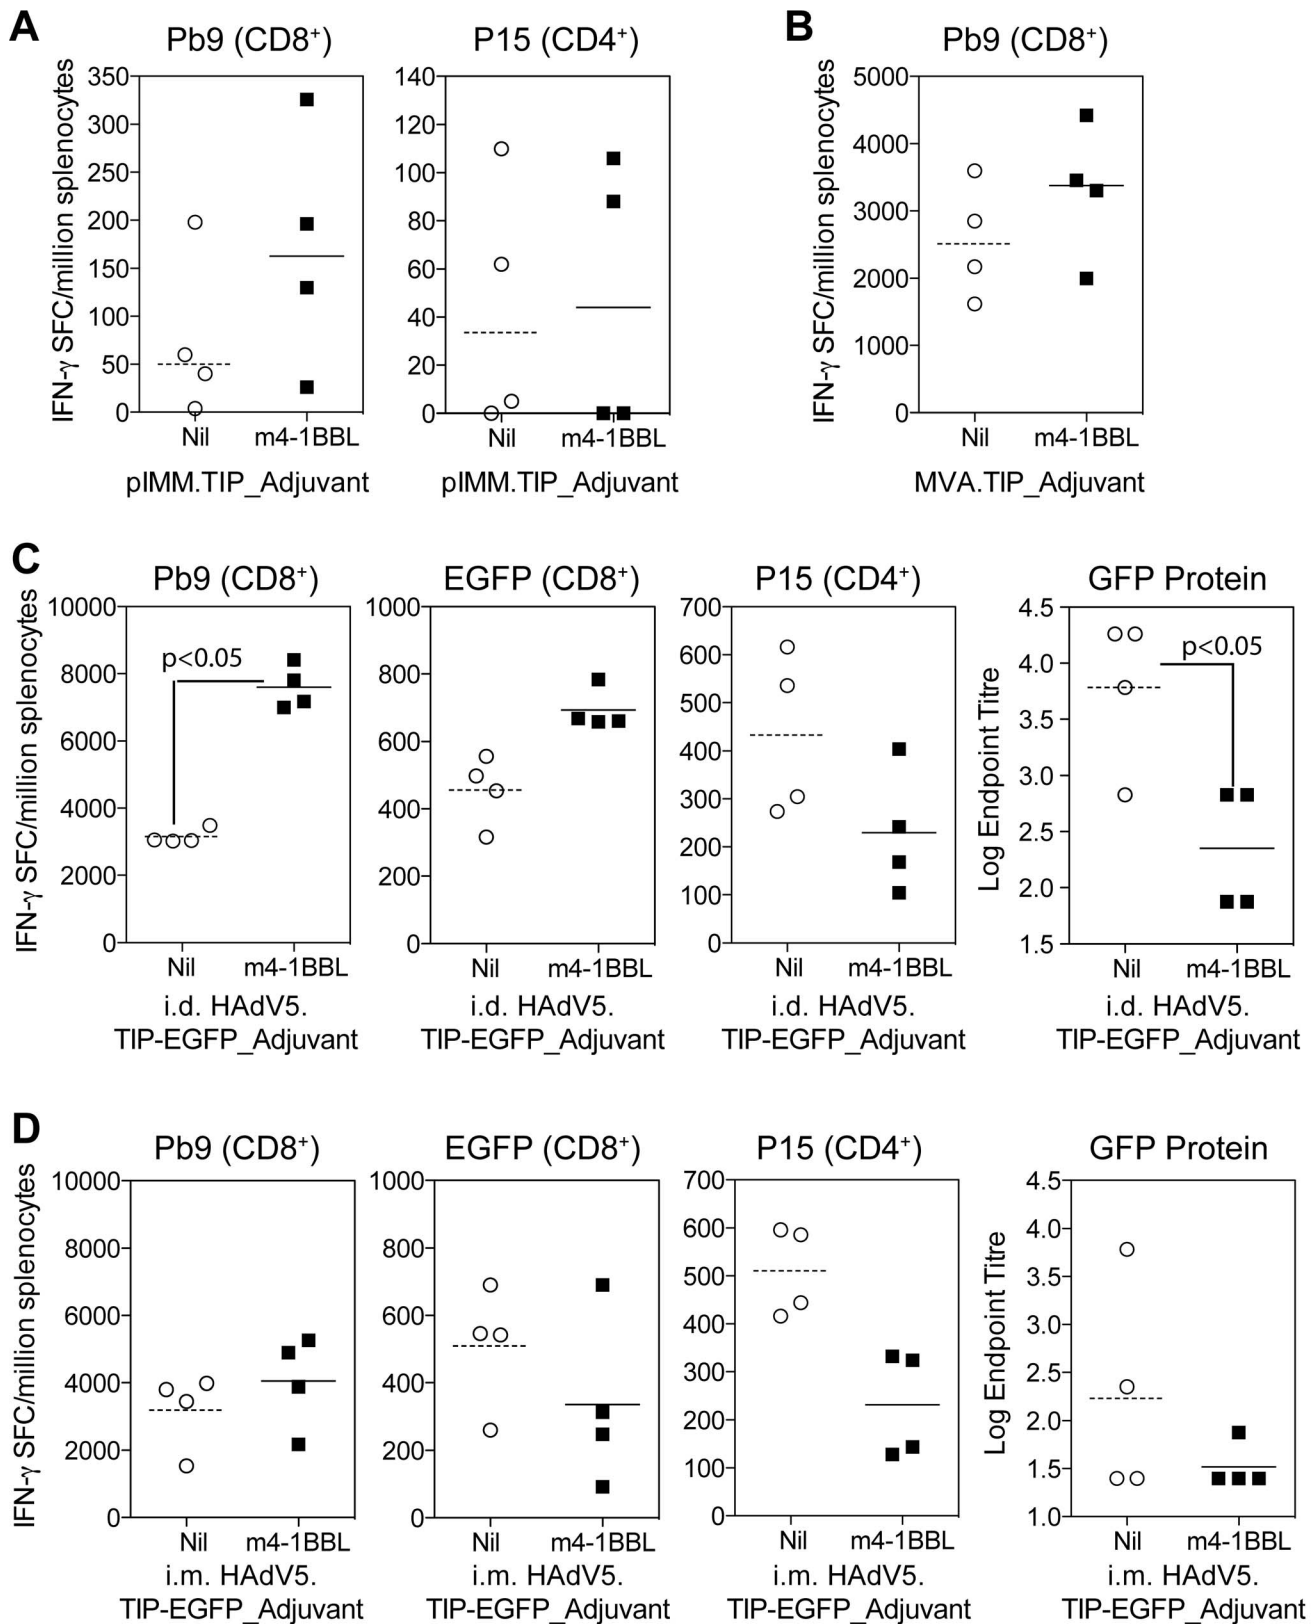 A
Pb9 (CD8⁺)
P15 (CD4⁺)
IFN-γ SFC/million splenocytes
350
300
250
200
150
100
50
0
Nil
m4-1BBL
pIMM.TIP_Adjuvant
140
120
100
80
60
40
20
0
Nil
m4-1BBL
pIMM.TIP_Adjuvant
B
Pb9 (CD8⁺)
IFN-γ SFC/million splenocytes
5000
4000
3000
2000
1000
0
Nil
m4-1BBL
MVA.TIP_Adjuvant
C
Pb9 (CD8⁺)
IFN-γ SFC/million splenocytes
10000
8000
6000
4000
2000
0
p<0.05
Nil
m4-1BBL
i.d. HAdV5.
TIP-EGFP_Adjuvant
EGFP (CD8⁺)
1000
800
600
400
200
0
Nil
m4-1BBL
i.d. HAdV5.
TIP-EGFP_Adjuvant
P15 (CD4⁺)
700
600
500
400
300
200
100
0
Nil
m4-1BBL
i.d. HAdV5.
TIP-EGFP_Adjuvant
GFP Protein
Log Endpoint Titre
4.5
4.0
3.5
3.0
2.5
2.0
1.5
p<0.05
Nil
m4-1BBL
i.d. HAdV5.
TIP-EGFP_Adjuvant
D
Pb9 (CD8⁺)
IFN-γ SFC/million splenocytes
10000
8000
6000
4000
2000
0
Nil
m4-1BBL
i.m. HAdV5.
TIP-EGFP_Adjuvant
EGFP (CD8⁺)
1000
800
600
400
200
0
Nil
m4-1BBL
i.m. HAdV5.
TIP-EGFP_Adjuvant
P15 (CD4⁺)
700
600
500
400
300
200
100
0
Nil
m4-1BBL
i.m. HAdV5.
TIP-EGFP_Adjuvant
GFP Protein
Log Endpoint Titre
4.5
4.0
3.5
3.0
2.5
2.0
1.5
1.0
Nil
m4-1BBL
i.m. HAdV5.
TIP-EGFP_Adjuvant